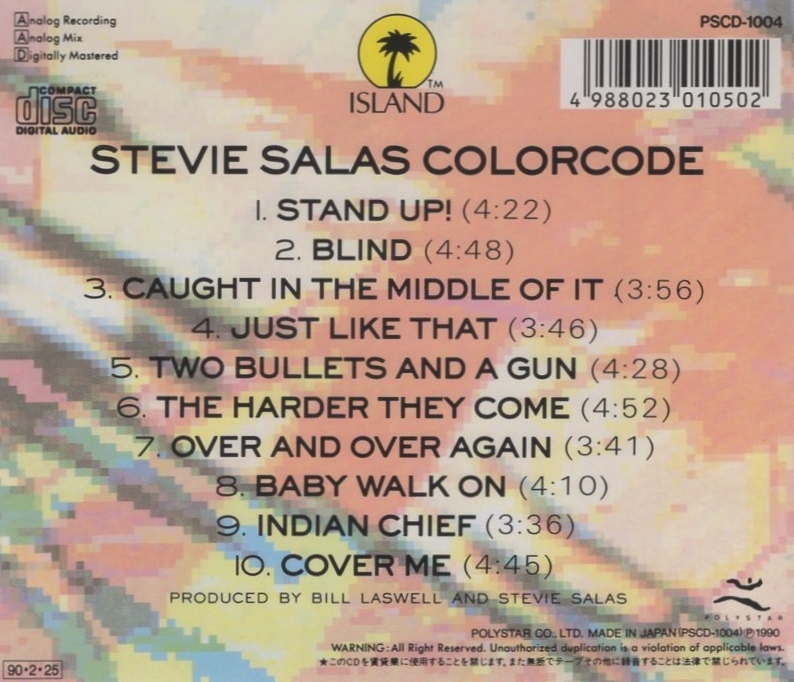 Analog Recording
Analog Mix
Digitally Mastered
COMPACT
disc
DIGITAL AUDIO
TM
ISLAND
PSCD-1004
4 988023 010502
STEVIE SALAS COLORCODE
1. STAND UP! (4:22)
2. BLIND (4:48)
3. CAUGHT IN THE MIDDLE OF IT (3:56)
4. JUST LIKE THAT (3:46)
5. TWO BULLETS AND A GUN (4:28)
6. THE HARDER THEY COME (4:52)
7. OVER AND OVER AGAIN (3:41)
8. BABY WALK ON (4:10)
9. INDIAN CHIEF (3:36)
10. COVER ME (4:45)
PRODUCED BY BILL LASWELL AND STEVIE SALAS
POLYSTAR
POLYSTAR CO., LTD. MADE IN JAPAN (PSCD-1004) Ⓟ 1990
WARNING: All Right Reserved. Unauthorized duplication is a violation of applicable laws.
★このCDを賃貸業に使用することを禁じます。また無断でテープその他に録音することは法律で禁じられています。
90・2・25